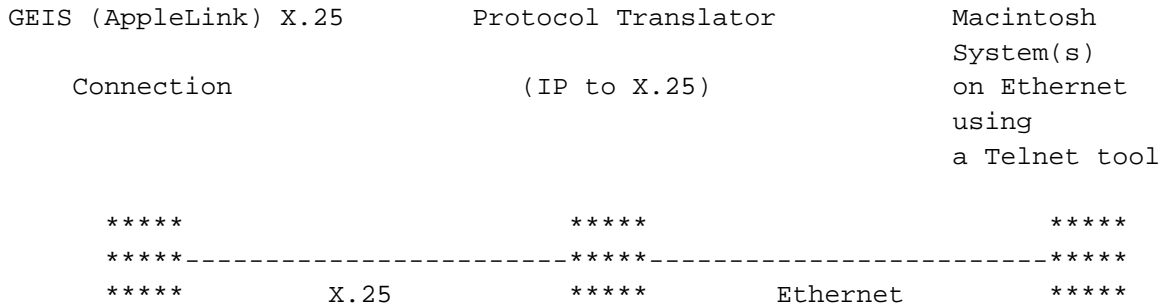 GEIS (AppleLink) X.25 Protocol Translator Macintosh
System(s)
Connection (IP to X.25) on Ethernet
using
a Telnet tool
***** ***** *****
*****------------------------*****-------------------------*****
***** X.25 ***** Ethernet *****